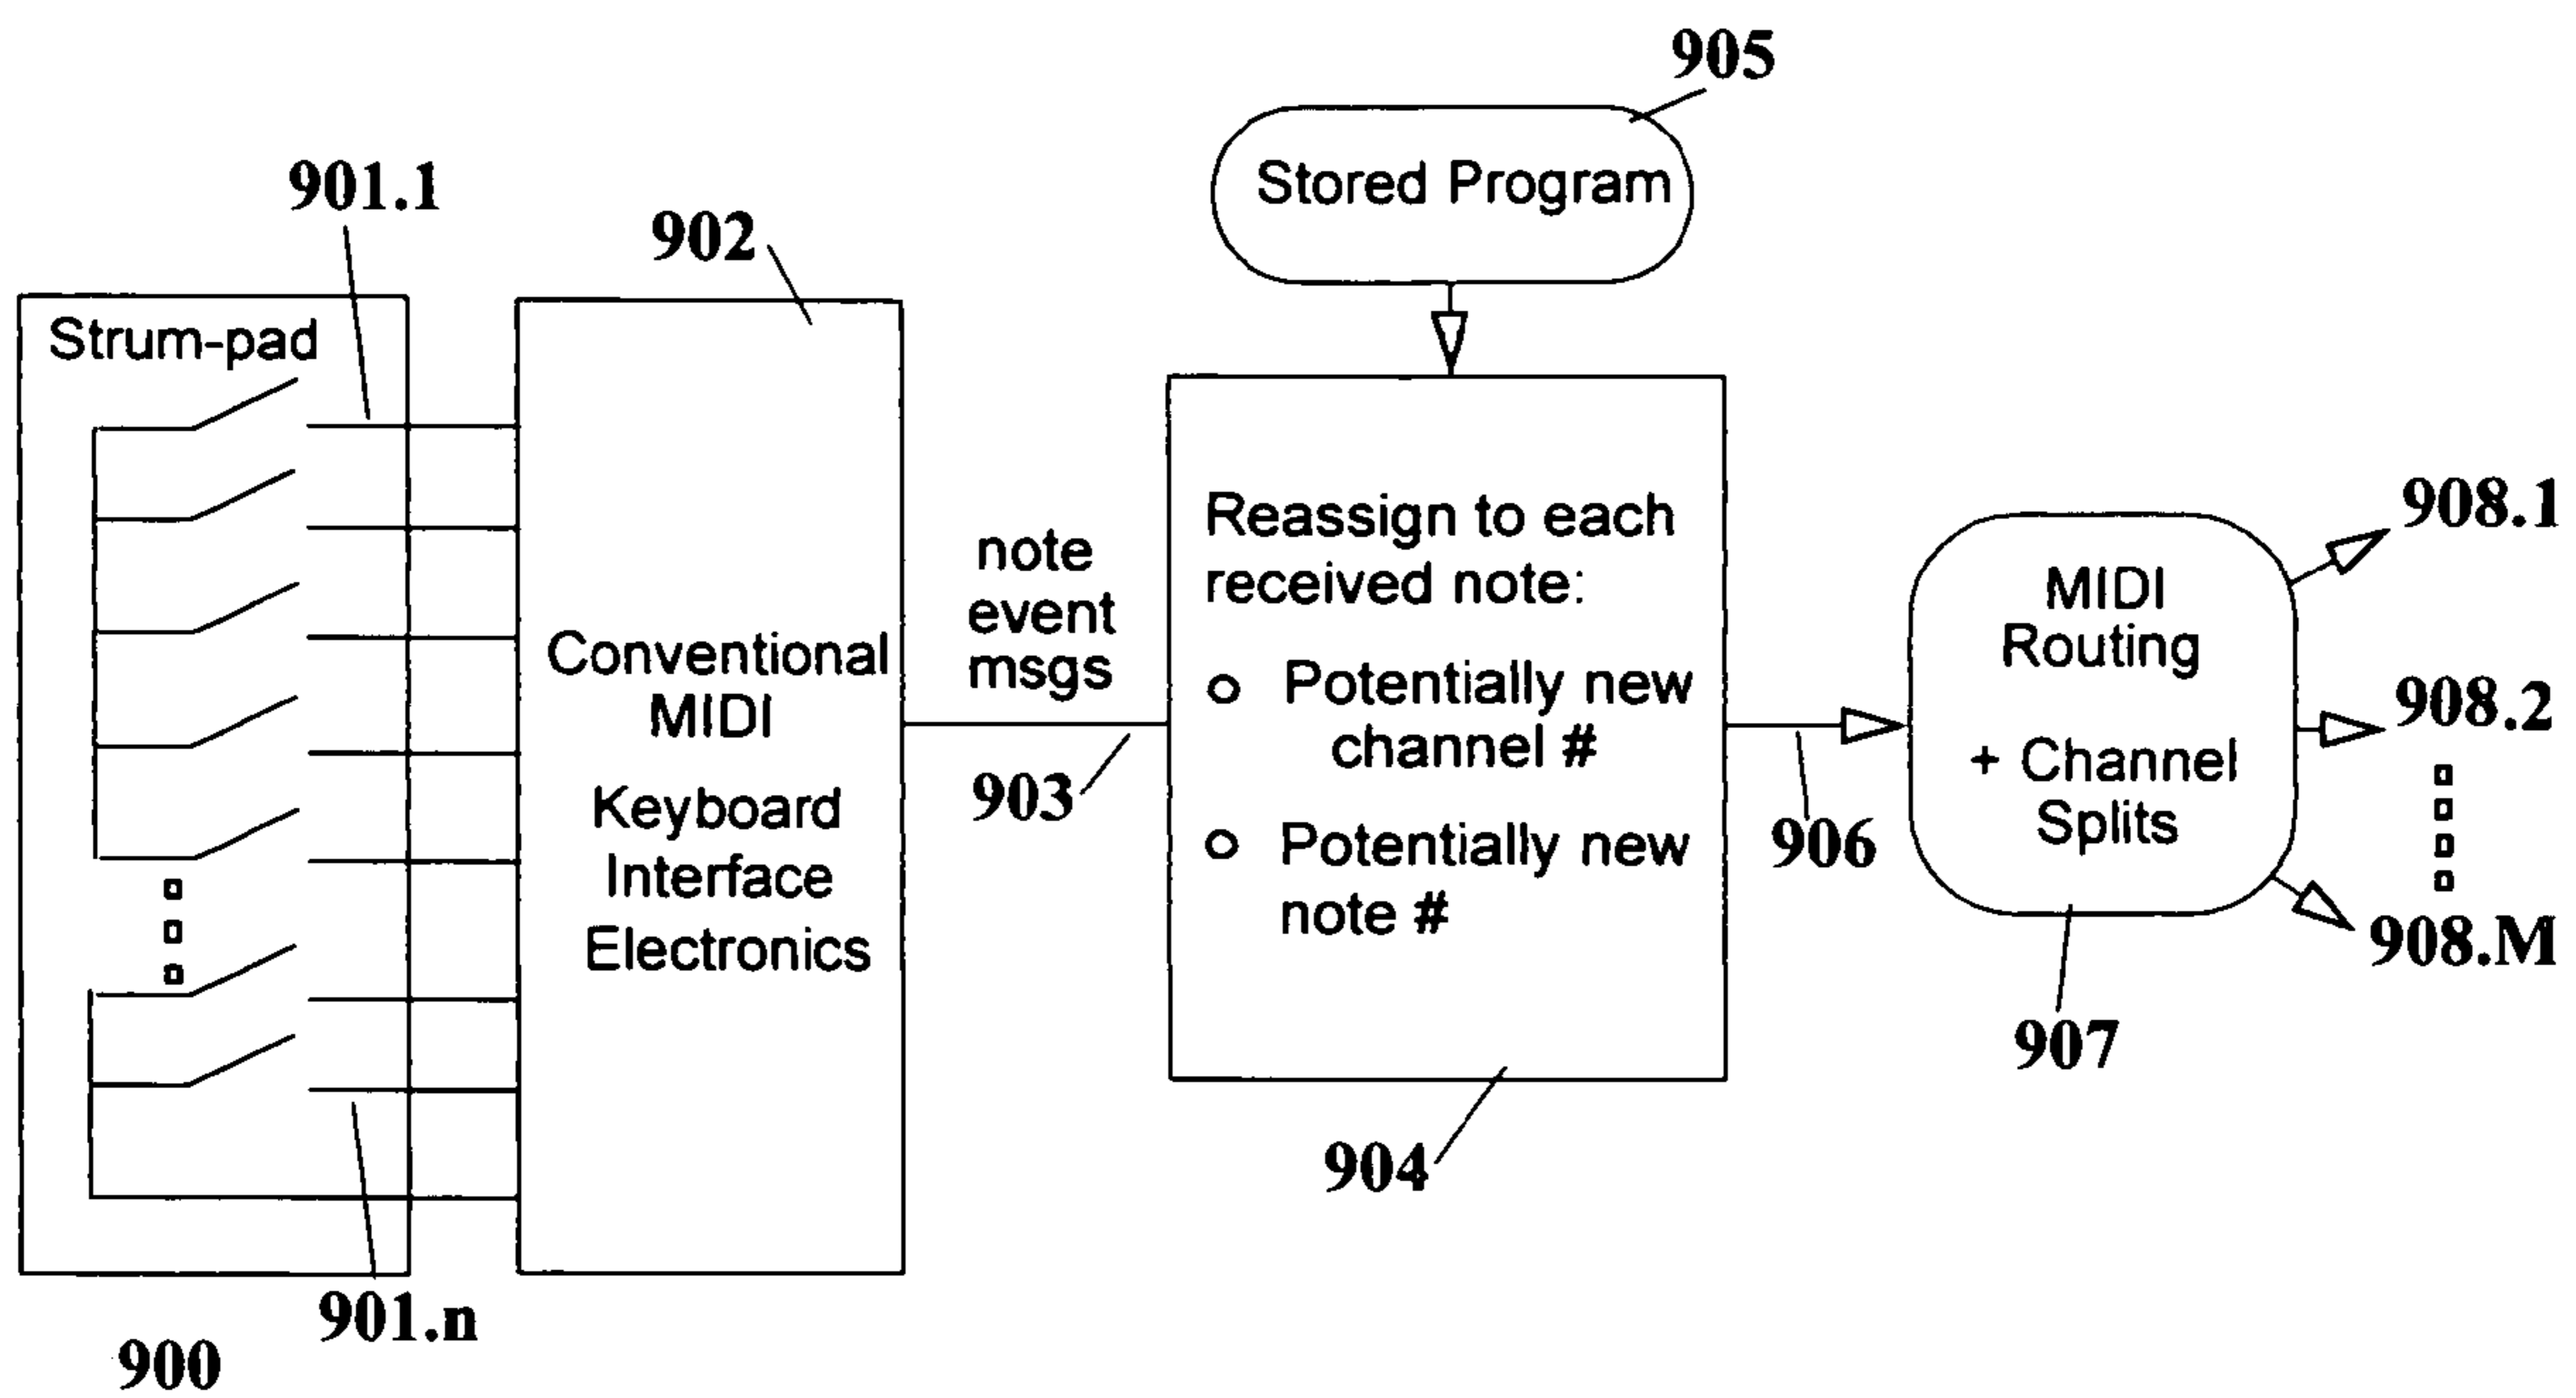 905
Stored Program
901.1
902
Strum-pad
Conventional
MIDI
Keyboard
Interface
Electronics
note
event
msgs
903
Reassign to each
received note:
o Potentially new
channel #
o Potentially new
note #
904
906
MIDI
Routing
+ Channel
Splits
907
908.1
908.2
908.M
901.n
900